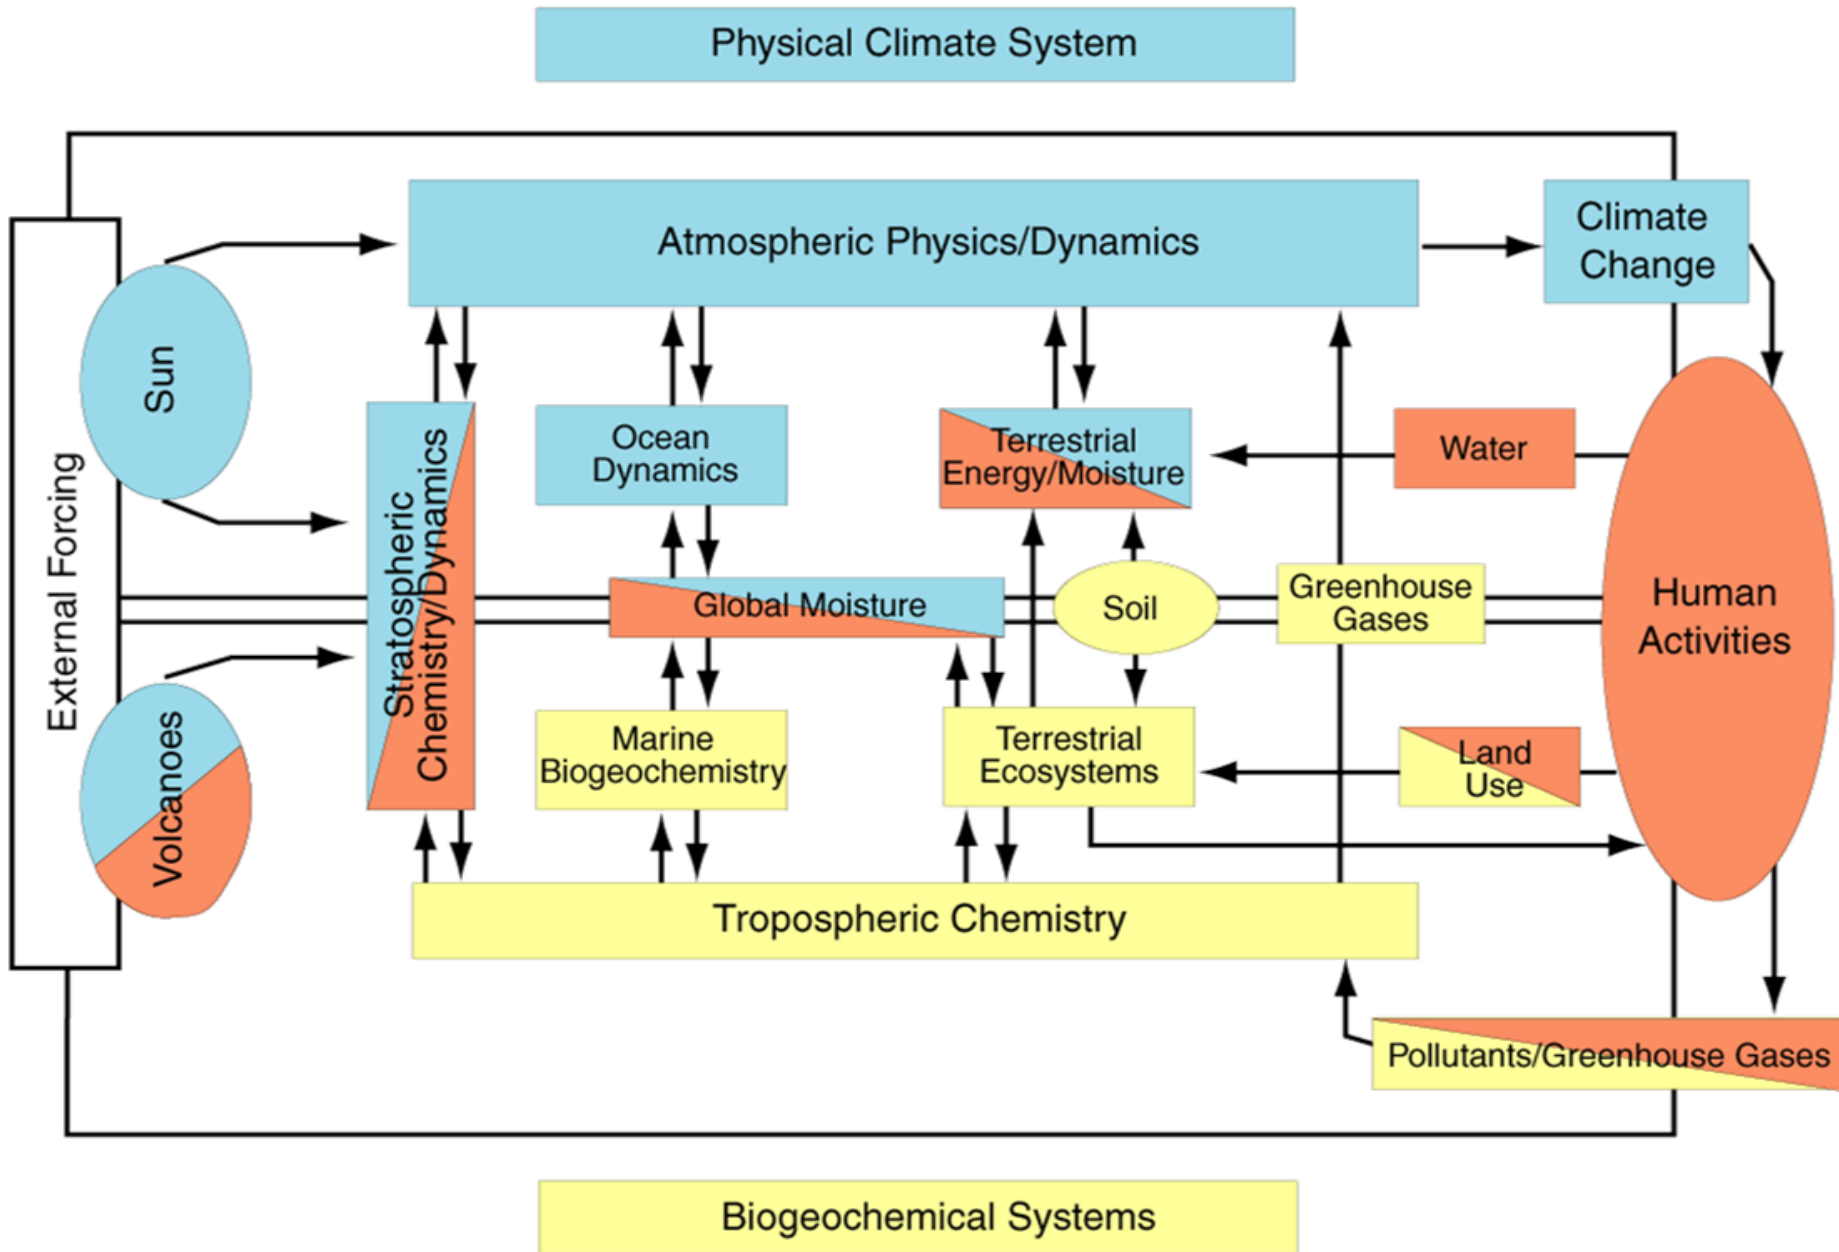 Physical Climate System
Atmospheric Physics/Dynamics
Climate
Change
Sun
External Forcing
Stratospheric
Chemistry/Dynamics
Ocean
Dynamics
Terrestrial
Energy/Moisture
Water
Global Moisture
Soil
Greenhouse
Gases
Human
Activities
Volcanoes
Marine
Biogeochemistry
Terrestrial
Ecosystems
Land
Use
Tropospheric Chemistry
Pollutants/Greenhouse Gases
Biogeochemical Systems